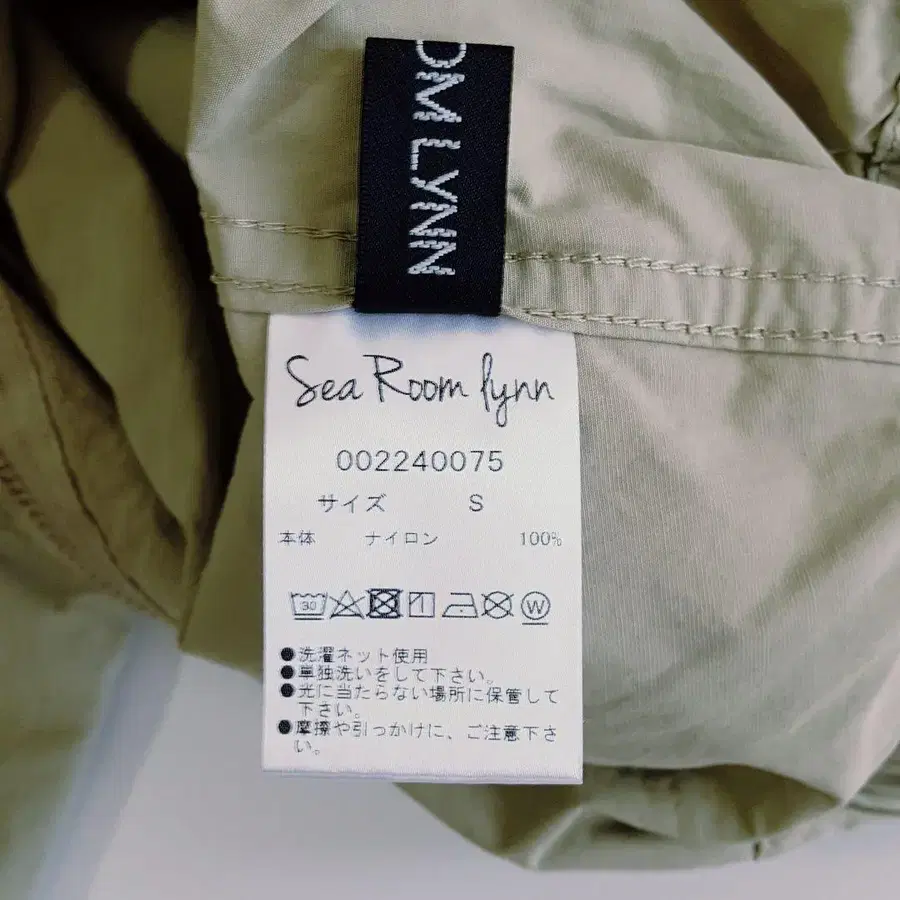 OM LYNN
Sea Room lynn
002240075
サイズ S
本体 ナイロン 100%
30 W
●洗濯ネット使用
●単独洗いをして下さい。
●光に当たらない場所に保管して
下さい。
●摩擦や引っかけに、ご注意下さ
い。